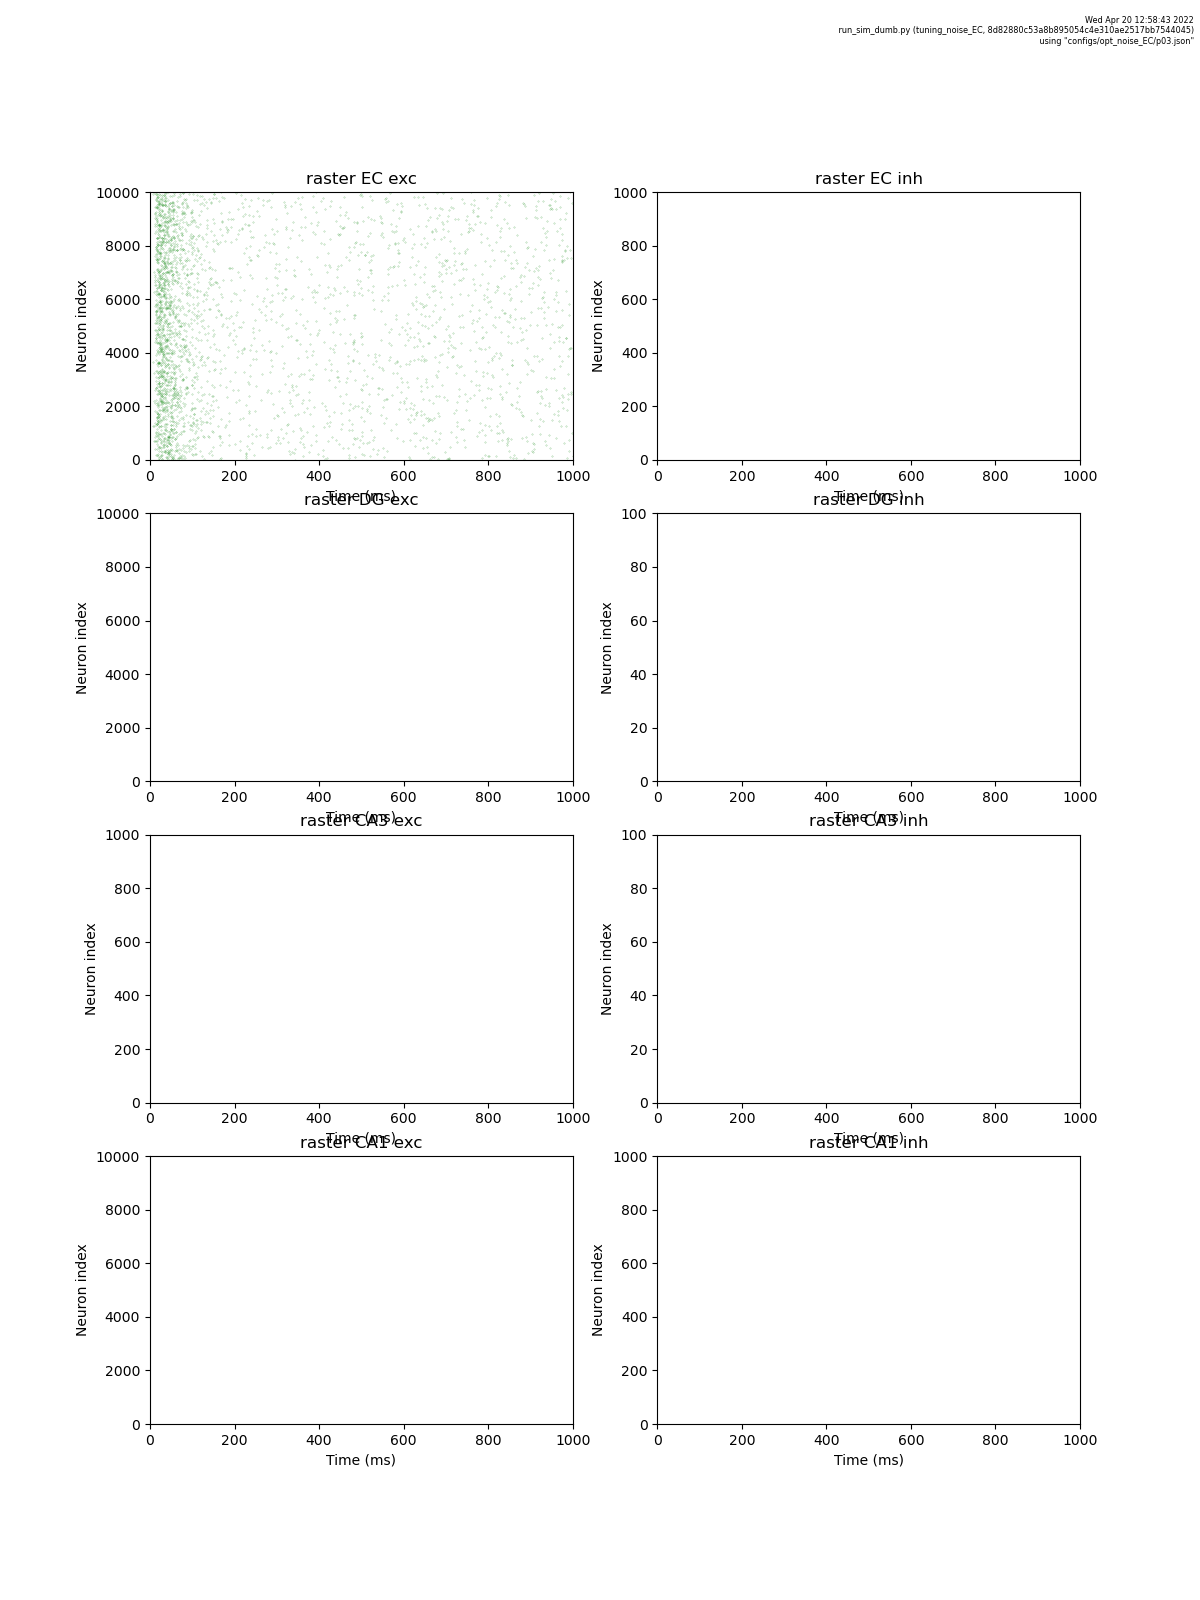 Wed Apr 20 12:58:43 2022
run_sim_dumb.py (tuning_noise_EC, 8d82880c53a8b895054c4e310ae2517bb7544045)
using "configs/opt_noise_EC/p03.json"
raster EC exc
10000
8000
6000
4000
2000
0
Neuron index
0 200 400 600 800 1000
Time (ms)
raster EC inh
1000
800
600
400
200
0
Neuron index
0 200 400 600 800 1000
Time (ms)
raster DG exc
10000
8000
6000
4000
2000
0
Neuron index
0 200 400 600 800 1000
Time (ms)
raster DG inh
100
80
60
40
20
0
Neuron index
0 200 400 600 800 1000
Time (ms)
raster CA3 exc
1000
800
600
400
200
0
Neuron index
0 200 400 600 800 1000
Time (ms)
raster CA3 inh
100
80
60
40
20
0
Neuron index
0 200 400 600 800 1000
Time (ms)
raster CA1 exc
10000
8000
6000
4000
2000
0
Neuron index
0 200 400 600 800 1000
Time (ms)
raster CA1 inh
1000
800
600
400
200
0
Neuron index
0 200 400 600 800 1000
Time (ms)